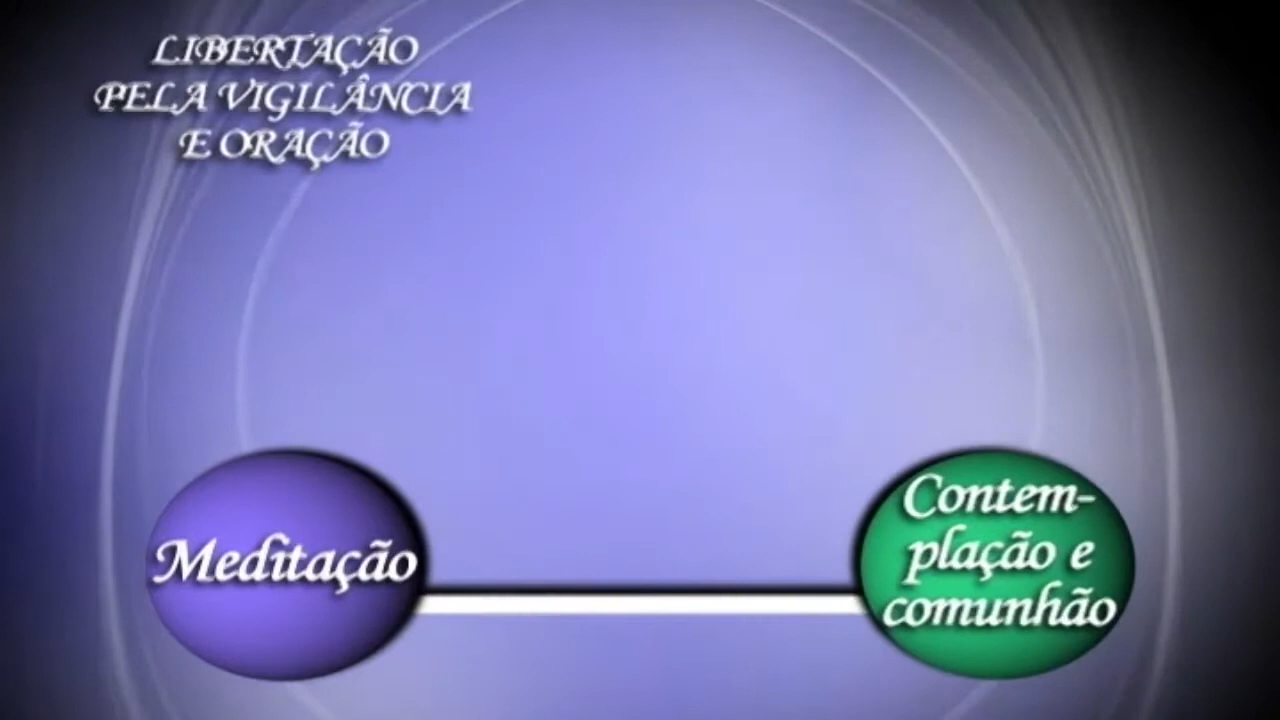 LIBERTAÇÃO
PELA VIGILÂNCIA
E ORAÇÃO
Meditação
Contem-
plação e
comunhão